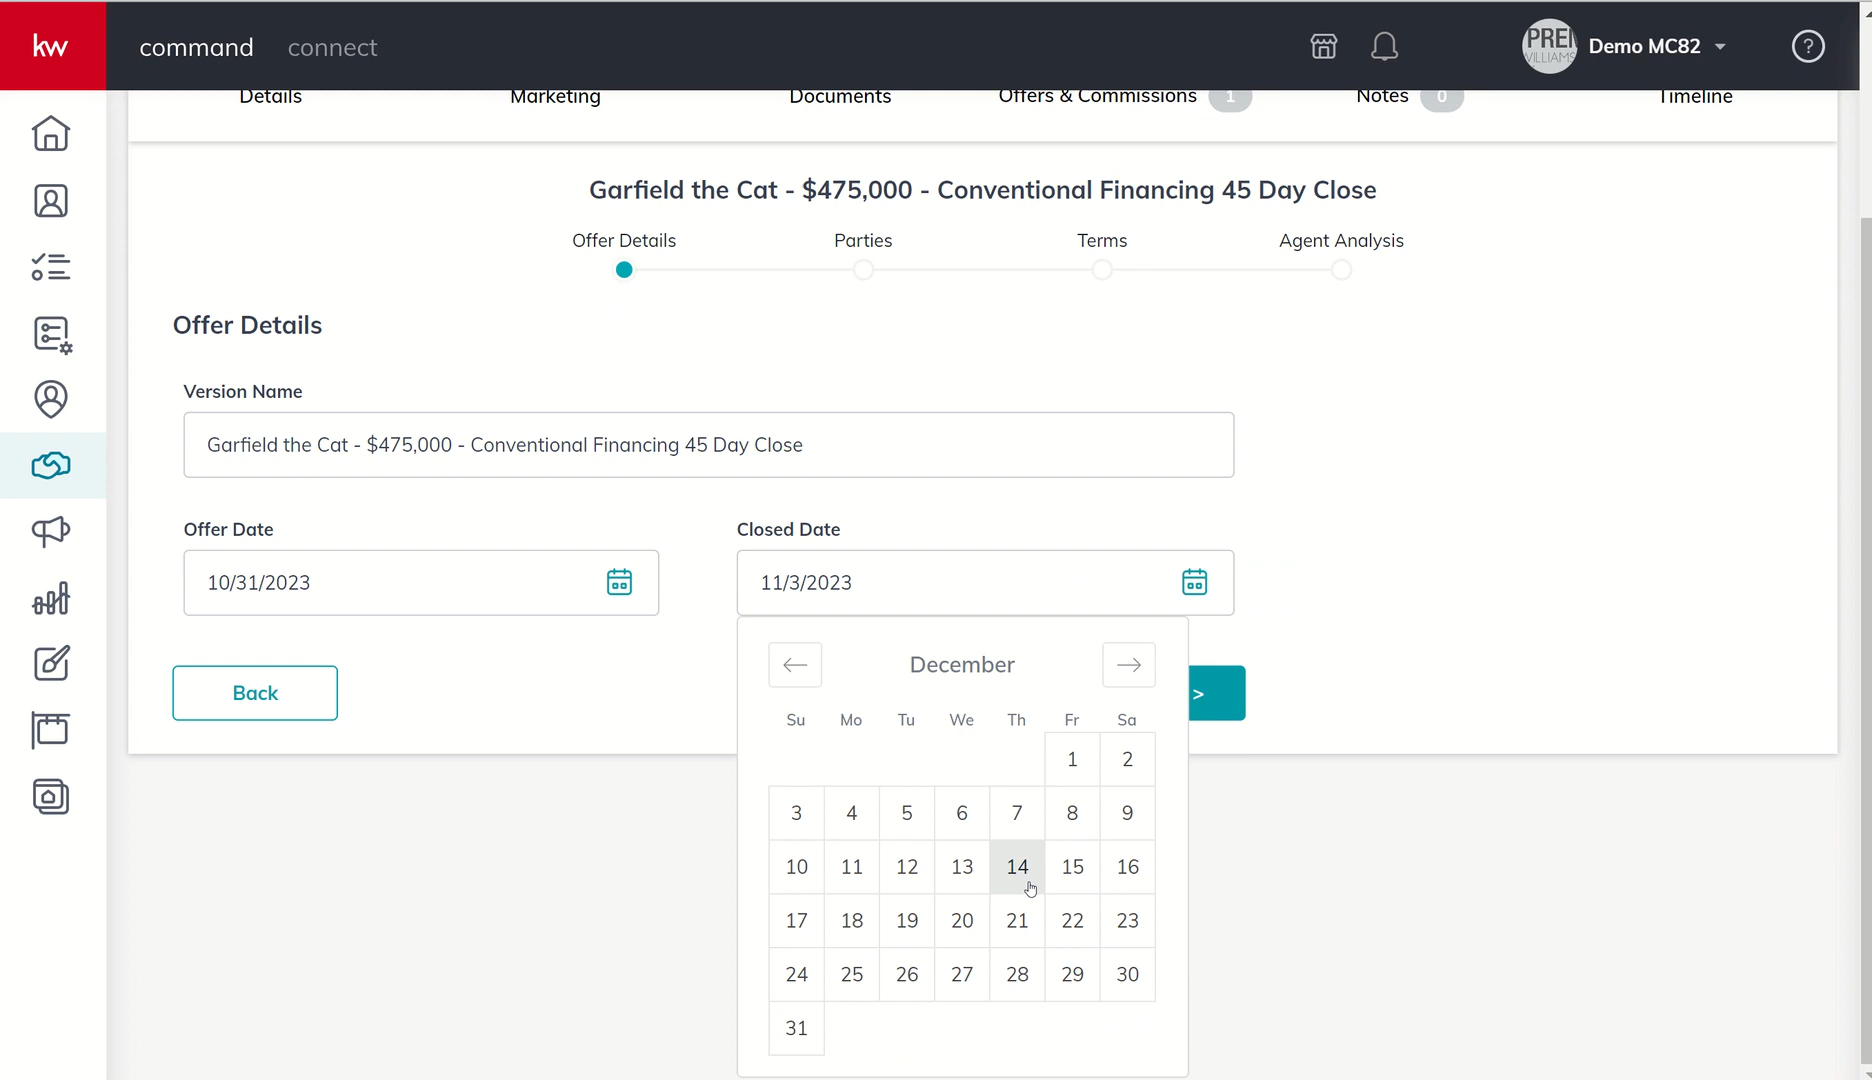 kw command connect Demo MC82 ?
PREI
VILLIAMS
Details Marketing Documents Offers & Commissions 1 Notes 0 Timeline
Garfield the Cat - $475,000 - Conventional Financing 45 Day Close
Offer Details Parties Terms Agent Analysis
Offer Details
Version Name
Garfield the Cat - $475,000 - Conventional Financing 45 Day Close
Offer Date Closed Date
10/31/2023 11/3/2023
← December →
Back >
Su Mo Tu We Th Fr Sa
1 2
3 4 5 6 7 8 9
10 11 12 13 14 15 16
17 18 19 20 21 22 23
24 25 26 27 28 29 30
31